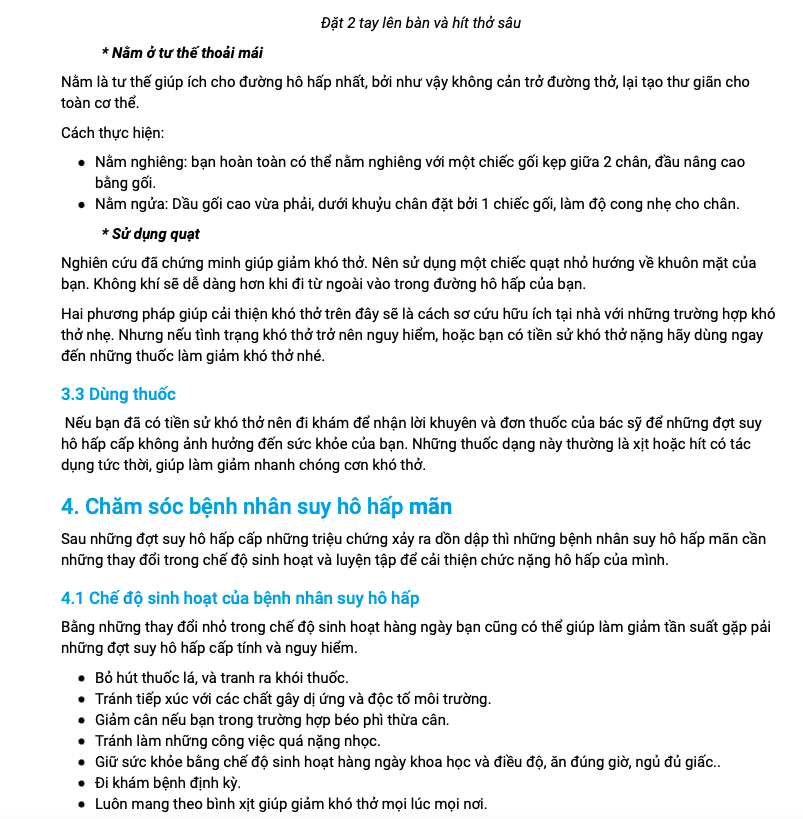 Đặt 2 tay lên bàn và hít thở sâu
* Nằm ở tư thế thoải mái
Nằm là tư thế giúp ích cho đường hô hấp nhất, bởi như vậy không cản trở đường thở, lại tạo thư giãn cho
toàn cơ thể.
Cách thực hiện:
• Nằm nghiêng: bạn hoàn toàn có thể nằm nghiêng với một chiếc gối kẹp giữa 2 chân, đầu nâng cao
bằng gối.
• Nằm ngửa: Dầu gối cao vừa phải, dưới khuỷu chân đặt bởi 1 chiếc gối, làm độ cong nhẹ cho chân.
* Sử dụng quạt
Nghiên cứu đã chứng minh giúp giảm khó thở. Nên sử dụng một chiếc quạt nhỏ hướng về khuôn mặt của
bạn. Không khí sẽ dễ dàng hơn khi đi từ ngoài vào trong đường hô hấp của bạn.
Hai phương pháp giúp cải thiện khó thở trên đây sẽ là cách sơ cứu hữu ích tại nhà với những trường hợp khó
thở nhẹ. Nhưng nếu tình trạng khó thở trở nên nguy hiểm, hoặc bạn có tiền sử khó thở nặng hãy dùng ngay
đến những thuốc làm giảm khó thở nhé.
3.3 Dùng thuốc
Nếu bạn đã có tiền sử khó thở nên đi khám để nhận lời khuyên và đơn thuốc của bác sỹ để những đợt suy
hô hấp cấp không ảnh hưởng đến sức khỏe của bạn. Những thuốc dạng này thường là xịt hoặc hít có tác
dụng tức thời, giúp làm giảm nhanh chóng cơn khó thở.
4. Chăm sóc bệnh nhân suy hô hấp mãn
Sau những đợt suy hô hấp cấp những triệu chứng xảy ra dồn dập thì những bệnh nhân suy hô hấp mãn cần
những thay đổi trong chế độ sinh hoạt và luyện tập để cải thiện chức nặng hô hấp của mình.
4.1 Chế độ sinh hoạt của bệnh nhân suy hô hấp
Bằng những thay đổi nhỏ trong chế độ sinh hoạt hàng ngày bạn cũng có thể giúp làm giảm tần suất gặp pải
những đợt suy hô hấp cấp tính và nguy hiểm.
• Bỏ hút thuốc lá, và tranh ra khói thuốc.
• Tránh tiếp xúc với các chất gây dị ứng và độc tố môi trường.
• Giảm cân nếu bạn trong trường hợp béo phì thừa cân.
• Tránh làm những công việc quá nặng nhọc.
• Giữ sức khỏe bằng chế độ sinh hoạt hàng ngày khoa học và điều độ, ăn đúng giờ, ngủ đủ giấc..
• Đi khám bệnh định kỳ.
• Luôn mang theo bình xịt giúp giảm khó thở mọi lúc mọi nơi.